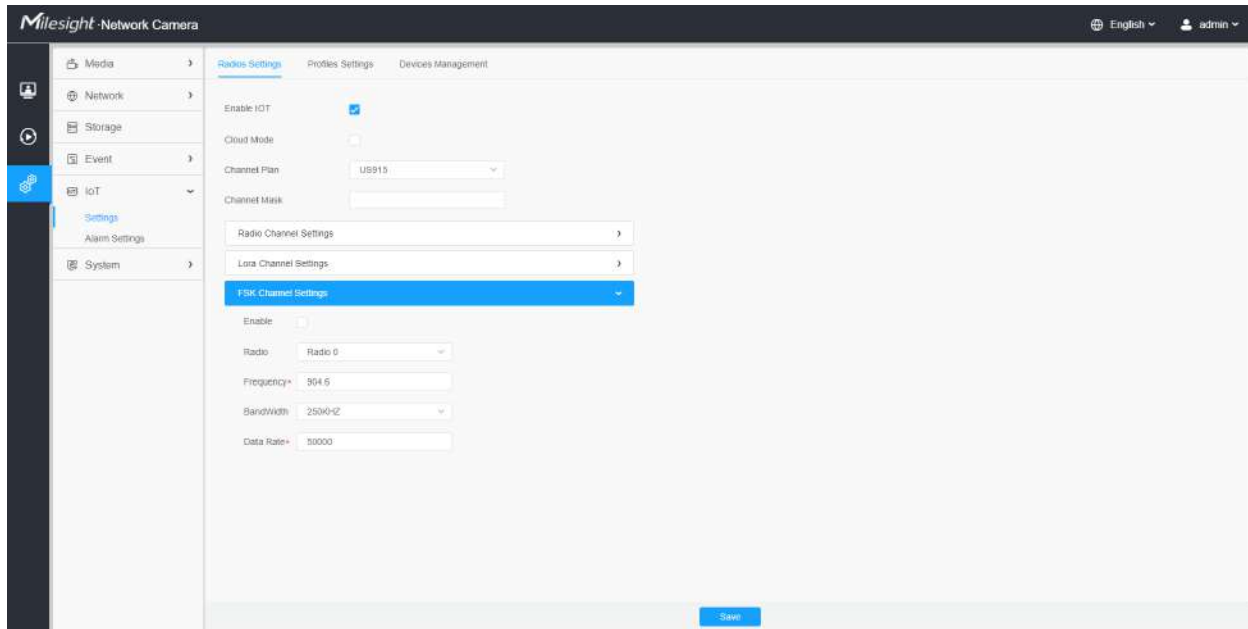 Milesight·Network Camera
English
admin
Media
Network
Storage
Event
IoT
Settings
Alarm Settings
System
Radios Settings
Profiles Settings
Devices Management
Enable IOT
Cloud Mode
Channel Plan US915
Channel Mask
Radio Channel Settings
Lora Channel Settings
FSK Channel Settings
Enable
Radio Radio 0
Frequency* 904.6
BandWidth 250KHZ
Data Rate* 50000
Save